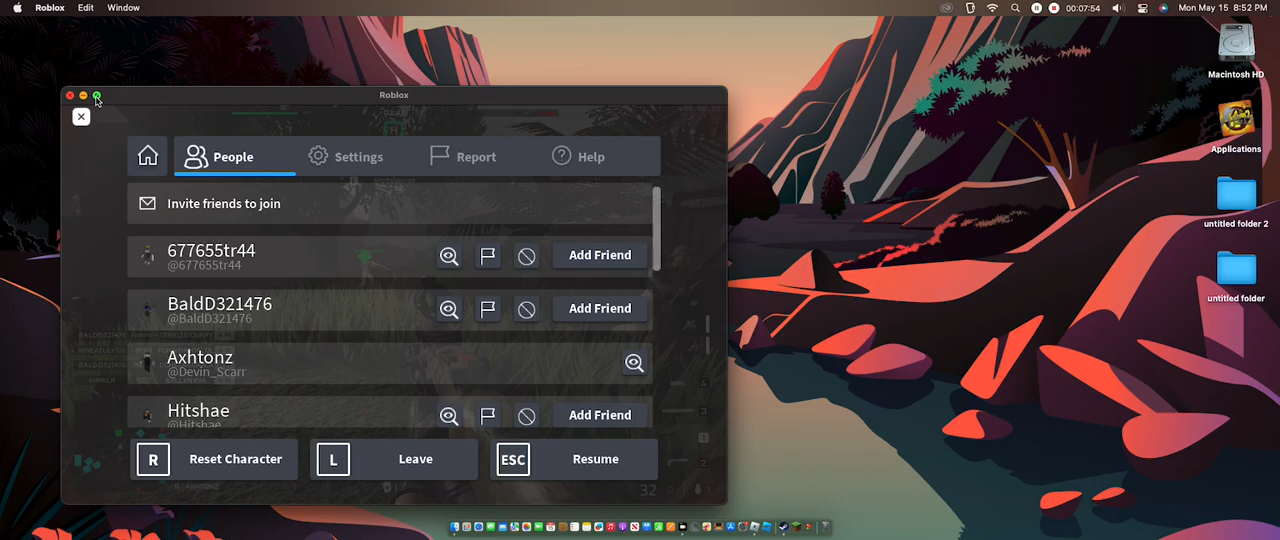 Roblox Edit Window 00:07:54 Mon May 15 8:52 PM
Macintosh HD
Applications
untitled folder 2
untitled folder
Roblox
People Settings Report Help
Invite friends to join
677655tr44
@677655tr44
Add Friend
BaldD321476
@BaldD321476
Add Friend
Axhtonz
@Devin_Scarr
Hitshae
@Hitshae
Add Friend
R Reset Character L Leave ESC Resume
32